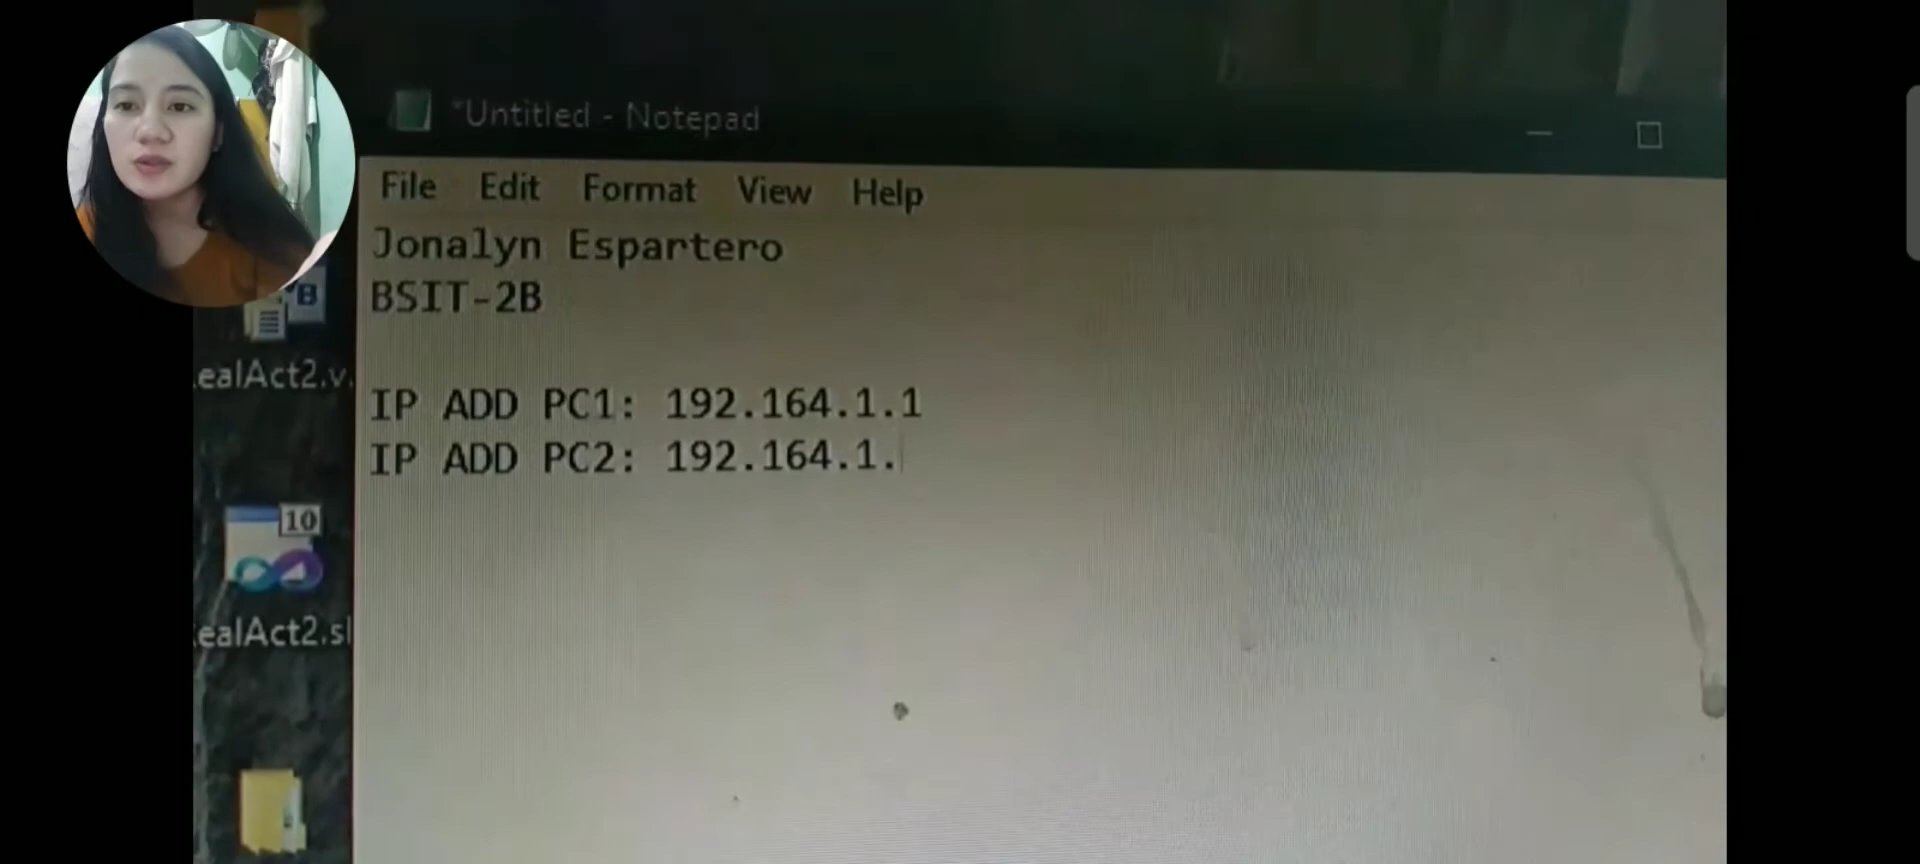 *Untitled - Notepad
File Edit Format View Help
Jonalyn Espartero
BSIT-2B
IP ADD PC1: 192.164.1.1
IP ADD PC2: 192.164.1.
B
ealAct2.v.
10
ealAct2.sl